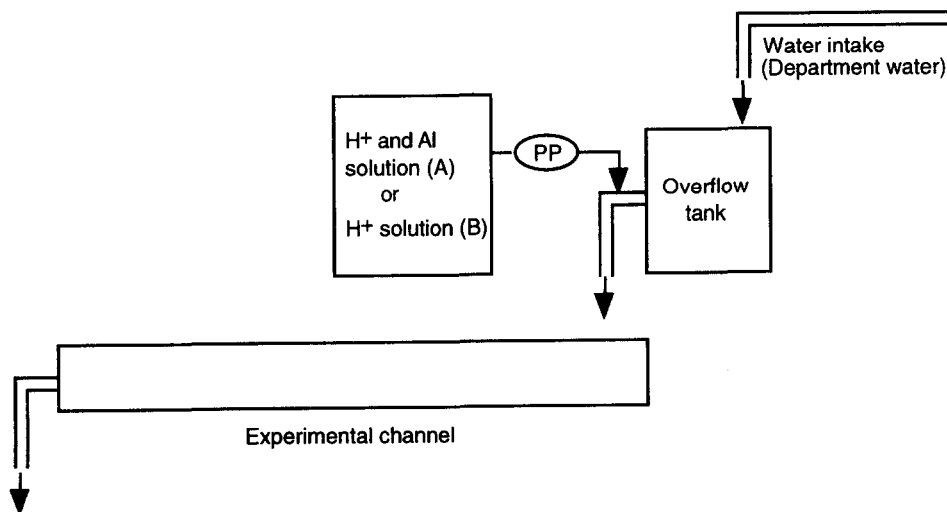 Water intake
(Department water)
H+ and Al
solution (A)
or
H+ solution (B)
PP
Overflow
tank
Experimental channel